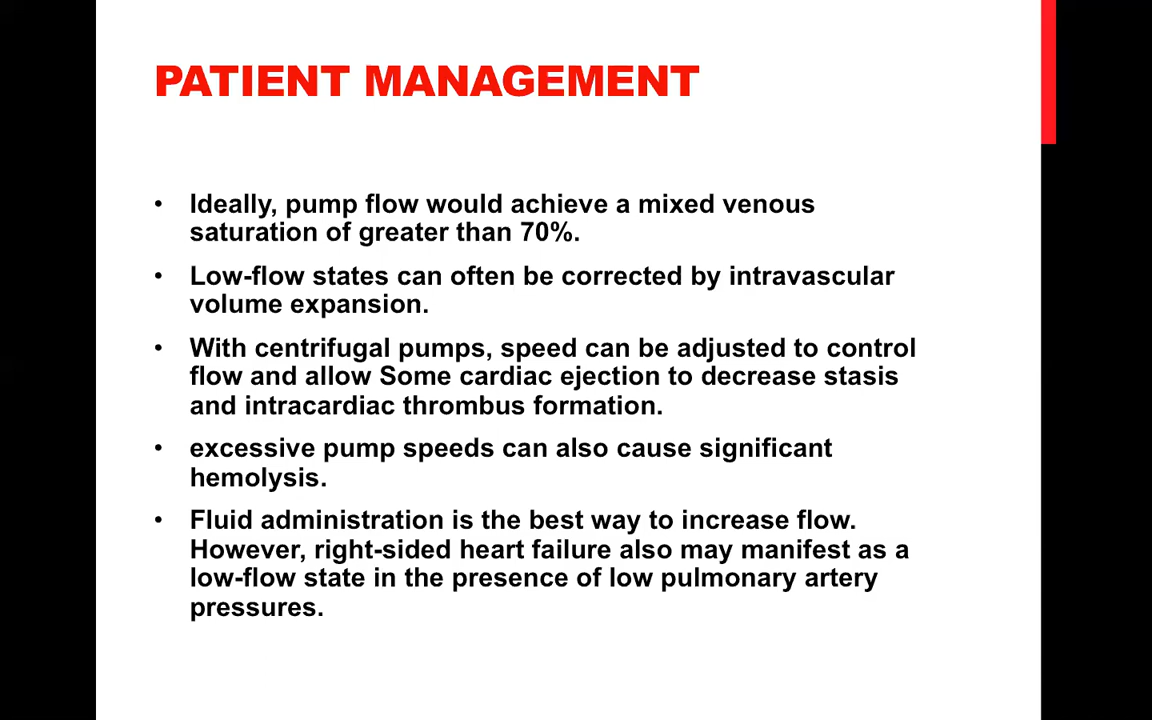 PATIENT MANAGEMENT
• Ideally, pump flow would achieve a mixed venous
saturation of greater than 70%.
• Low-flow states can often be corrected by intravascular
volume expansion.
• With centrifugal pumps, speed can be adjusted to control
flow and allow Some cardiac ejection to decrease stasis
and intracardiac thrombus formation.
• excessive pump speeds can also cause significant
hemolysis.
• Fluid administration is the best way to increase flow.
However, right-sided heart failure also may manifest as a
low-flow state in the presence of low pulmonary artery
pressures.